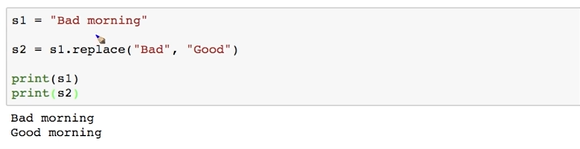 s1 = "Bad morning"
s2 = s1.replace("Bad", "Good")
print(s1)
print(s2)
Bad morning
Good morning